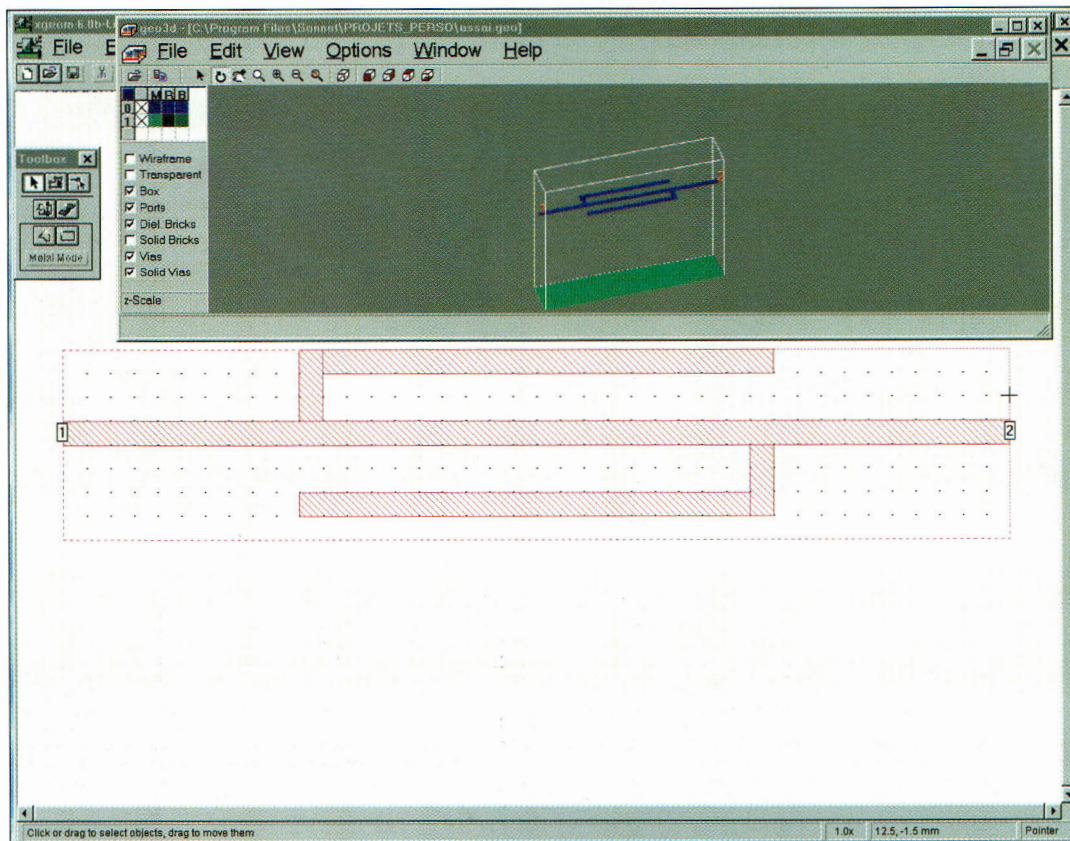 xgeom 6.0b-L
geo3d - [C:\Program Files\Sonnet\PROJETS_PERSO\essai.geo]
File E
File Edit View Options Window Help
M R B
0
1
Toolbox
Metal Mode
Wireframe
Transparent
Box
Ports
Diel. Bricks
Solid Bricks
Vias
Solid Vias
z-Scale
1
2
Click or drag to select objects, drag to move them
1.0x
12.5, -1.5 mm
Pointer